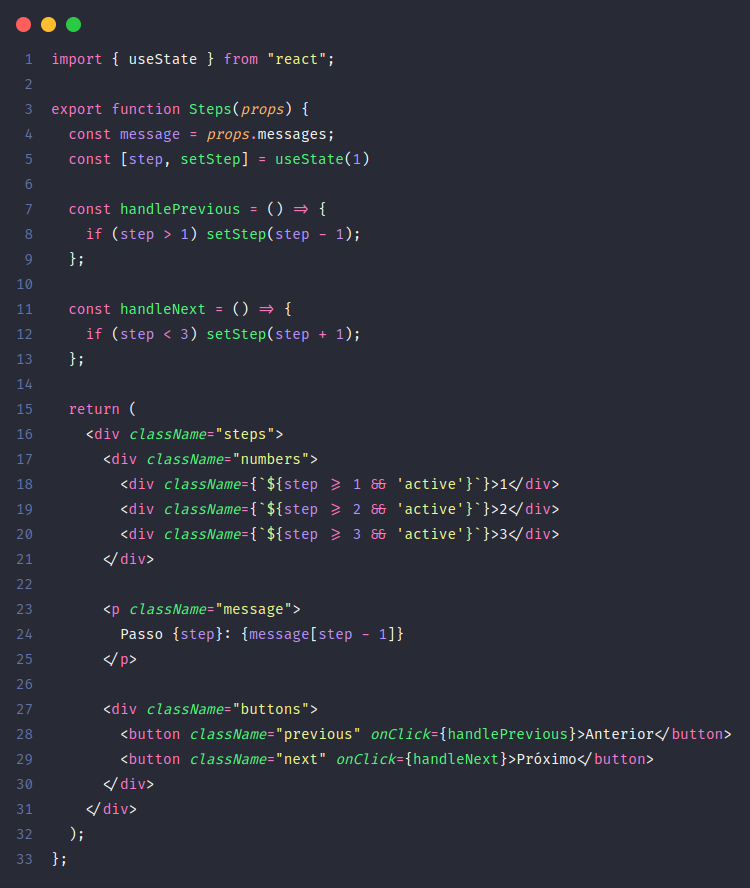 1 import { useState } from "react";
2
3 export function Steps(props) {
4   const message = props.messages;
5   const [step, setStep] = useState(1)
6
7   const handlePrevious = () => {
8     if (step > 1) setStep(step - 1);
9   };
10
11   const handleNext = () => {
12     if (step < 3) setStep(step + 1);
13   };
14
15   return (
16     <div className="steps">
17       <div className="numbers">
18         <div className={`${step >= 1 && 'active'}`}>1</div>
19         <div className={`${step >= 2 && 'active'}`}>2</div>
20         <div className={`${step >= 3 && 'active'}`}>3</div>
21       </div>
22
23       <p className="message">
24         Passo {step}: {message[step - 1]}
25       </p>
26
27       <div className="buttons">
28         <button className="previous" onClick={handlePrevious}>Anterior</button>
29         <button className="next" onClick={handleNext}>Próximo</button>
30       </div>
31     </div>
32   );
33 };